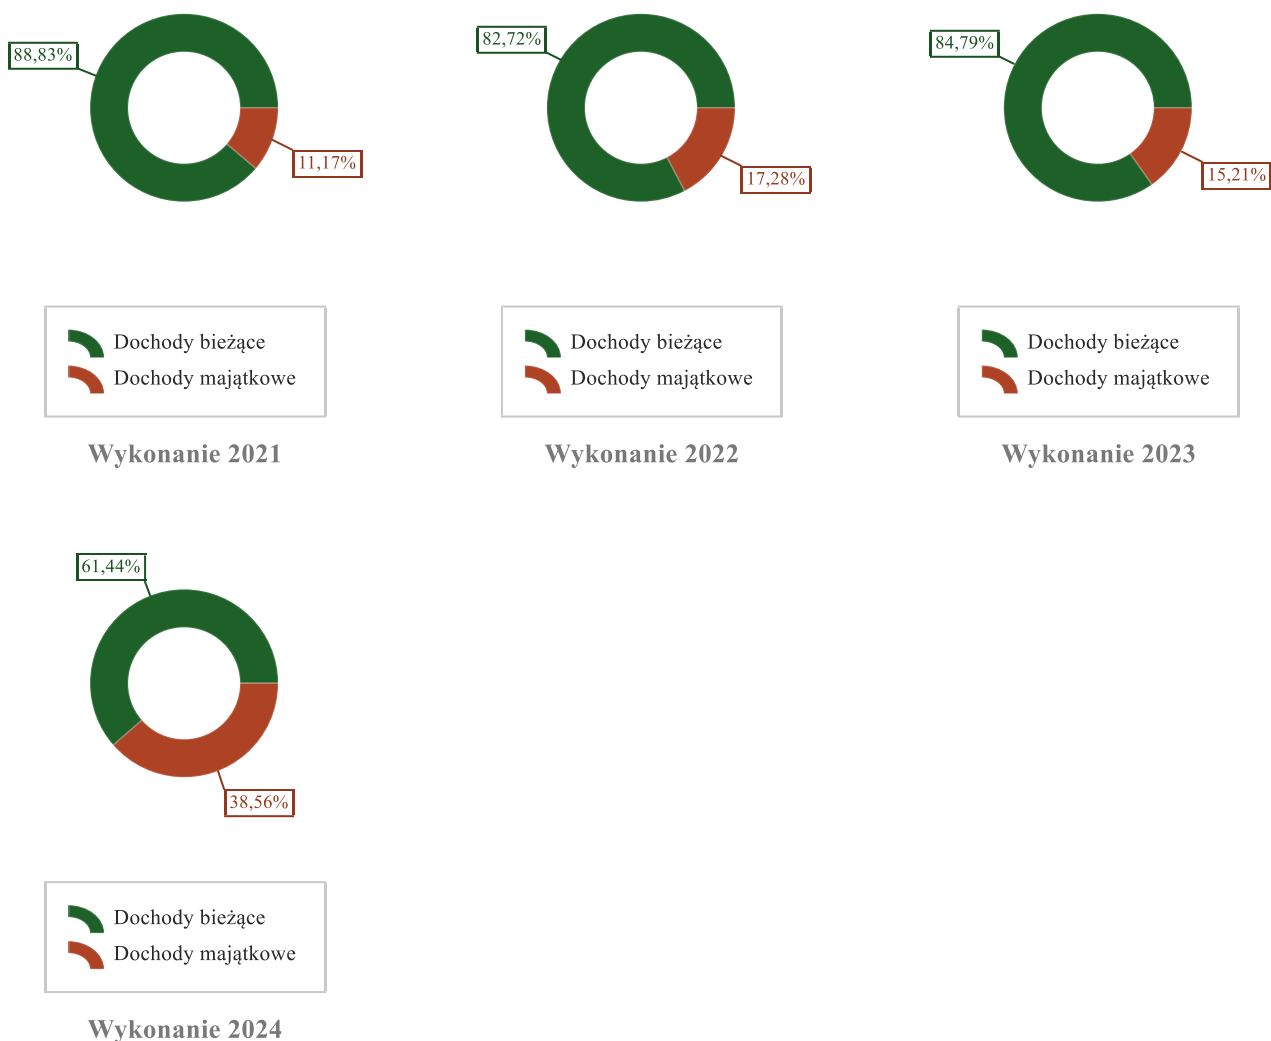 88,83%
11,17%
Dochody bieżące
Dochody majątkowe
Wykonanie 2021
82,72%
17,28%
Dochody bieżące
Dochody majątkowe
Wykonanie 2022
84,79%
15,21%
Dochody bieżące
Dochody majątkowe
Wykonanie 2023
61,44%
38,56%
Dochody bieżące
Dochody majątkowe
Wykonanie 2024